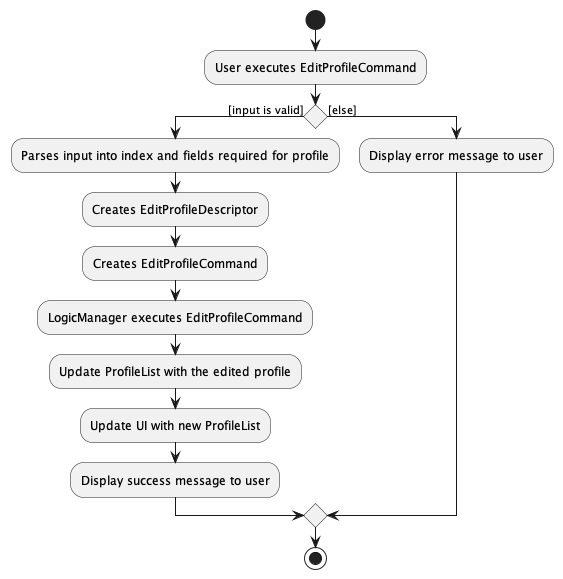 User executes EditProfileCommand
[input is valid]
[else]
Parses input into index and fields required for profile
Display error message to user
Creates EditProfileDescriptor
Creates EditProfileCommand
LogicManager executes EditProfileCommand
Update ProfileList with the edited profile
Update UI with new ProfileList
Display success message to user